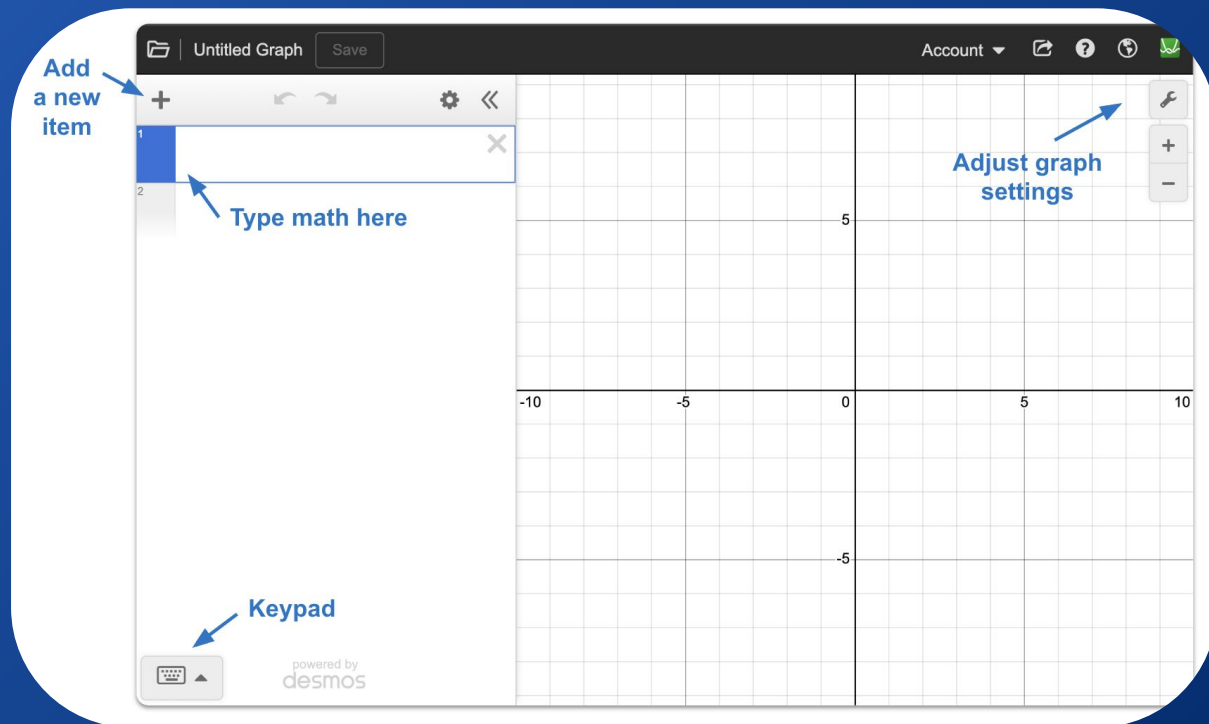 Untitled Graph Save Account
Add
a new
item
1
2
Type math here
Adjust graph
settings
5
-10 -5 0 5 10
-5
Keypad
powered by
desmos